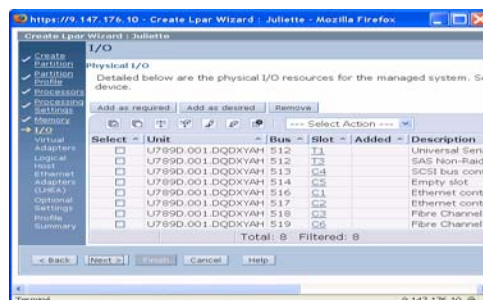 https://9.147.176.10 - Create Lpar Wizard : Juliette - Mozilla Firefox
Create Lpar Wizard : Juliette
Create Partition
Partition Profile
Processors
Processing Settings
Memory
I/O
Virtual Adapters
Logical Host Ethernet Adapters (LHEA)
Optional Settings
Profile Summary
I/O
Physical I/O
Detailed below are the physical I/O resources for the managed system. Se
device.
Add as required Add as desired Remove
--- Select Action ---
Select Unit Bus Slot Added Description
U789D.001.DQDXYAH 512 T1 Universal Seri
U789D.001.DQDXYAH 512 T3 SAS Non-Raid
U789D.001.DQDXYAH 513 C4 SCSI bus cont
U789D.001.DQDXYAH 514 C5 Empty slot
U789D.001.DQDXYAH 516 C1 Ethernet cont
U789D.001.DQDXYAH 517 C2 Ethernet cont
U789D.001.DQDXYAH 518 C3 Fibre Channel
U789D.001.DQDXYAH 519 C6 Fibre Channel
Total: 8 Filtered: 8
< Back Next > Finish Cancel Help
9.147.176.10